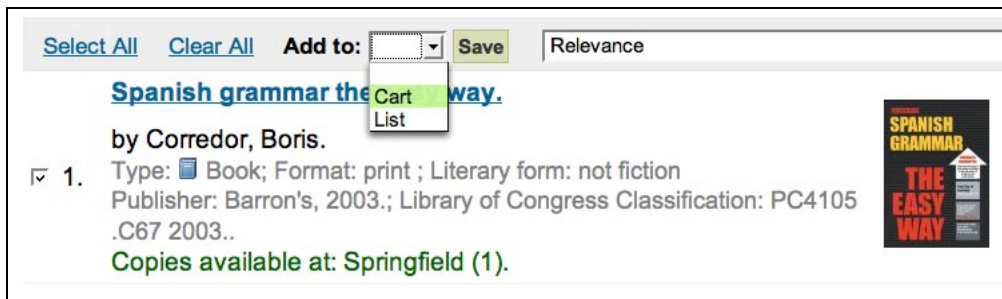 Select All Clear All Add to: Save Relevance
Cart
List
Spanish grammar the way.
by Corredor, Boris.
1. Type: Book; Format: print ; Literary form: not fiction
Publisher: Barron's, 2003.; Library of Congress Classification: PC4105
.C67 2003..
Copies available at: Springfield (1).
SPANISH
GRAMMAR
THE
EASY
WAY